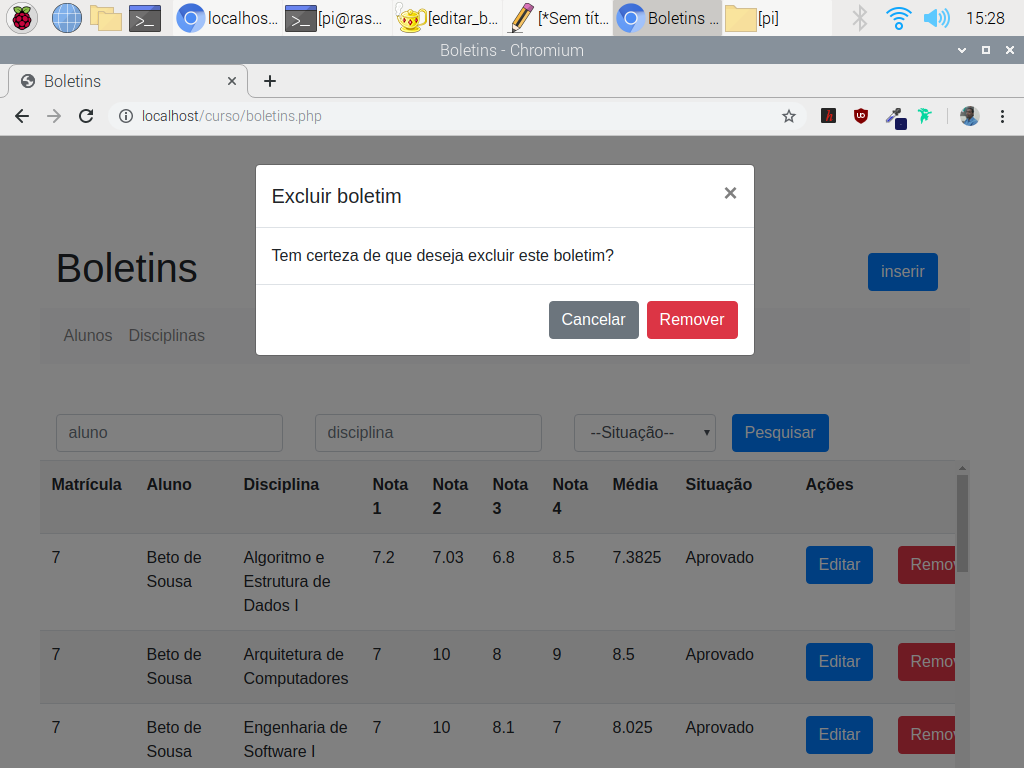 localhos... [pi@ras... [editar_b... [*Sem tít... Boletins ... [pi] 15:28
Boletins - Chromium
Boletins
localhost/curso/boletins.php
Excluir boletim
Tem certeza de que deseja excluir este boletim?
Cancelar Remover
Boletins inserir
Alunos Disciplinas
aluno disciplina --Situação-- Pesquisar
Matrícula Aluno Disciplina Nota 1 Nota 2 Nota 3 Nota 4 Média Situação Ações
7 Beto de Sousa Algoritmo e Estrutura de Dados I 7.2 7.03 6.8 8.5 7.3825 Aprovado Editar Remov
7 Beto de Sousa Arquitetura de Computadores 7 10 8 9 8.5 Aprovado Editar Remov
7 Beto de Sousa Engenharia de Software I 7 10 8.1 7 8.025 Aprovado Editar Remov